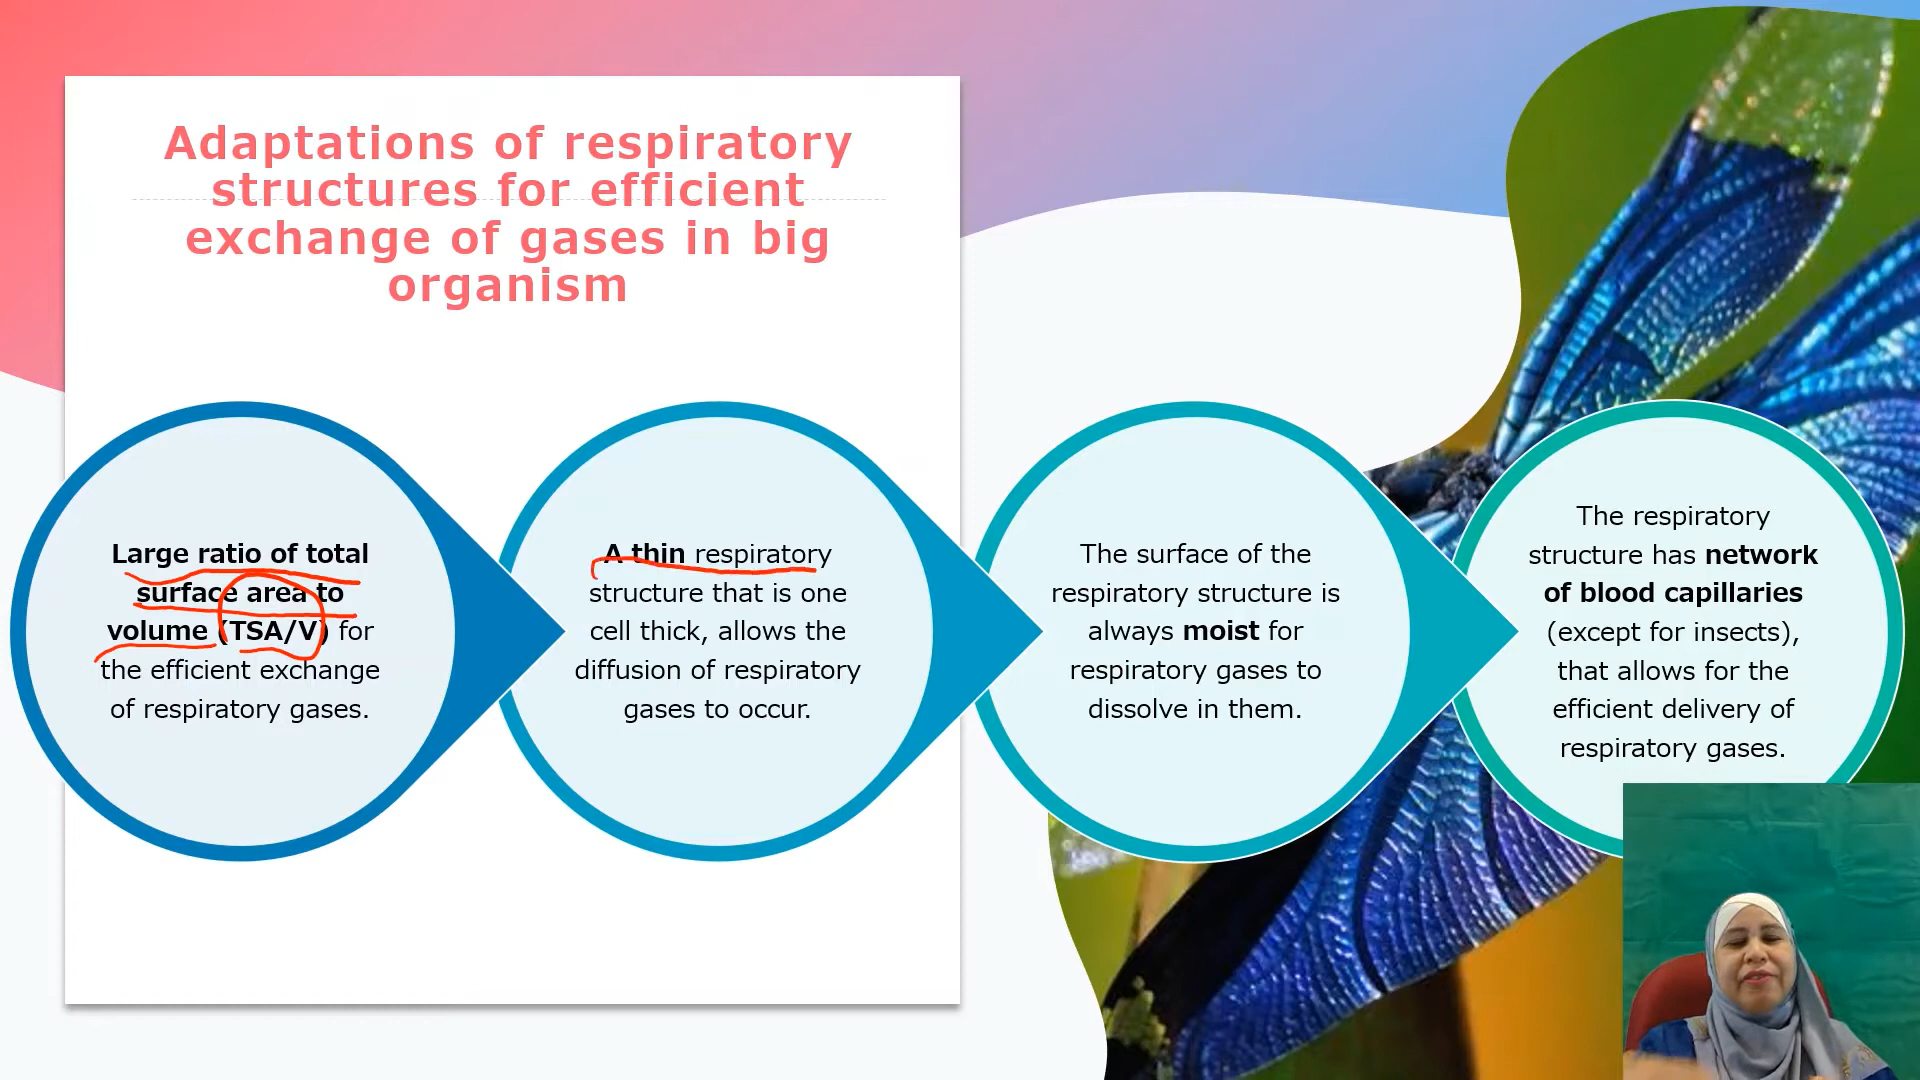 Adaptations of respiratory
structures for efficient
exchange of gases in big
organism
Large ratio of total
surface area to
volume (TSA/V) for
the efficient exchange
of respiratory gases.
A thin respiratory
structure that is one
cell thick, allows the
diffusion of respiratory
gases to occur.
The surface of the
respiratory structure is
always moist for
respiratory gases to
dissolve in them.
The respiratory
structure has network
of blood capillaries
(except for insects),
that allows for the
efficient delivery of
respiratory gases.